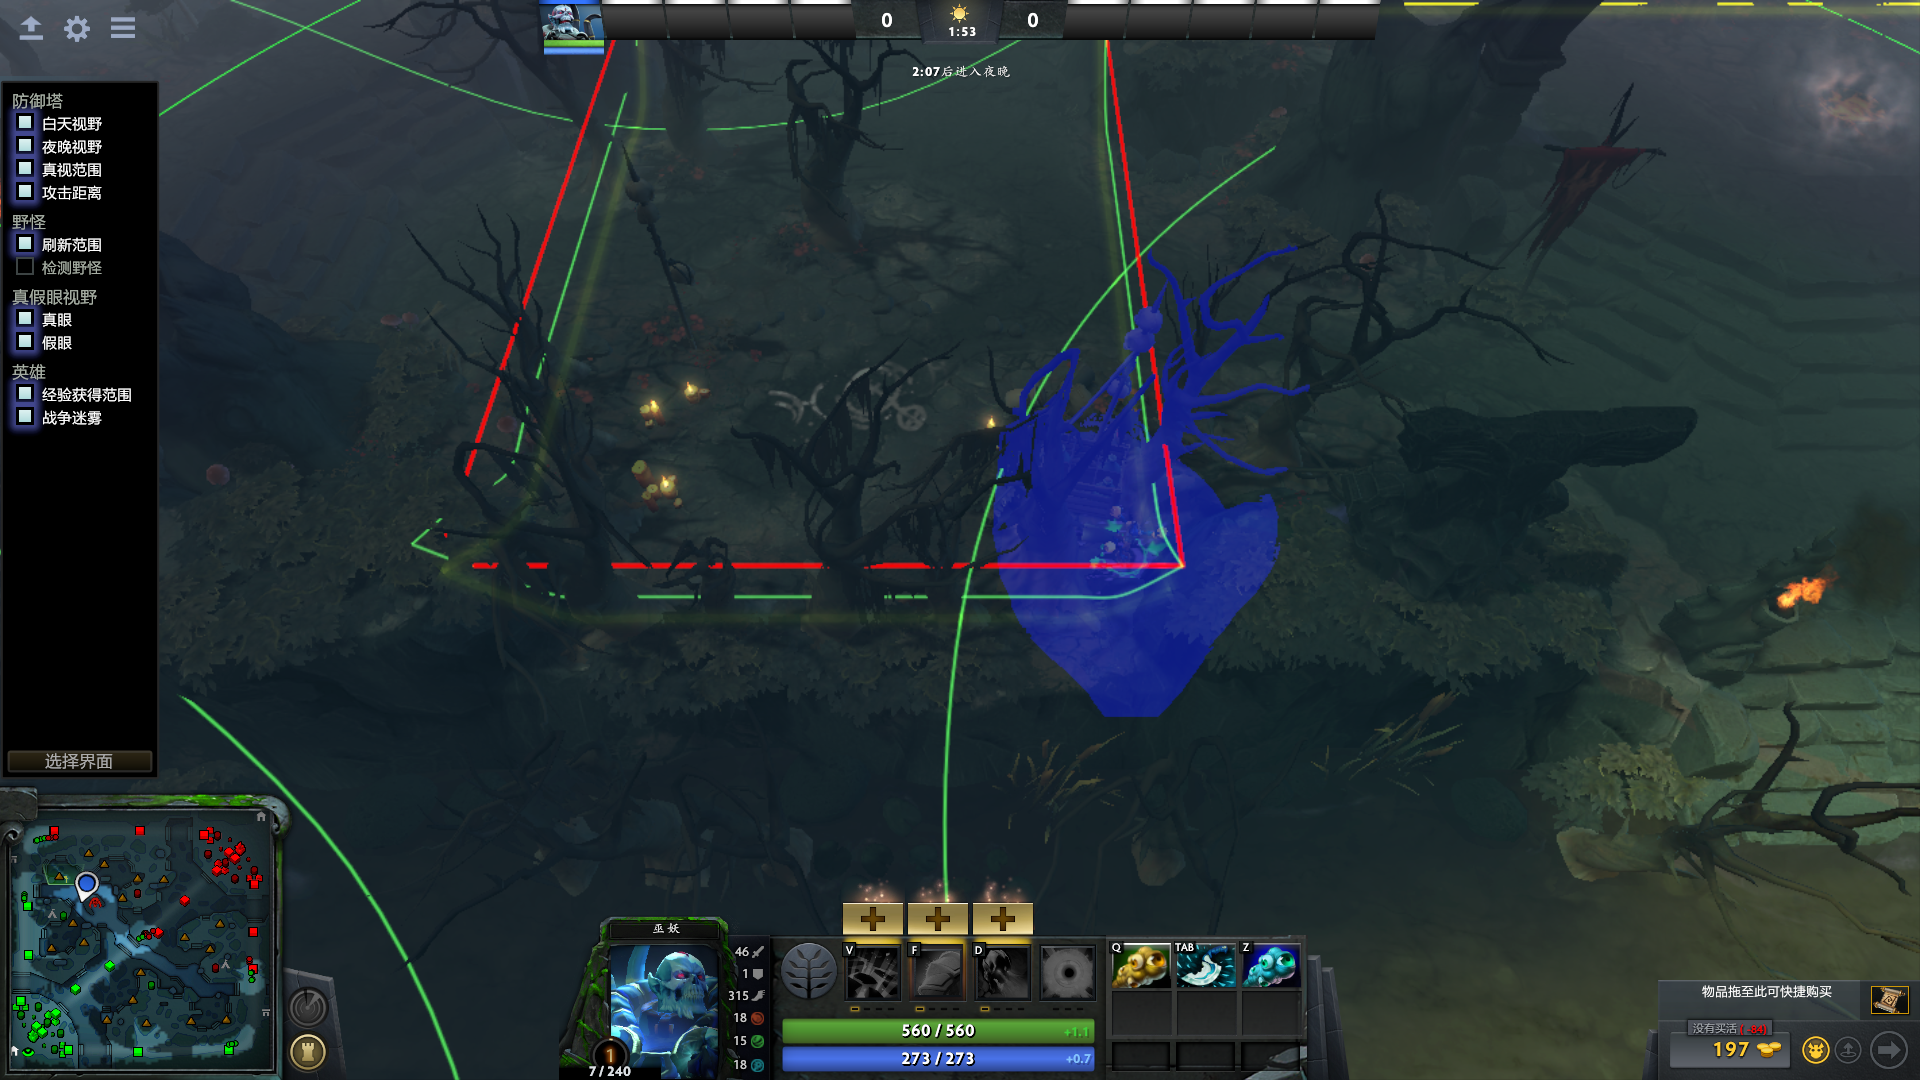 0
1:53
0
2:07后进入夜晚
防御塔
白天视野
夜晚视野
真视范围
攻击距离
野怪
刷新范围
检测野怪
真假眼视野
真眼
假眼
英雄
经验获得范围
战争迷雾
选择界面
巫妖
46
1
315
18
15
18
1
7 / 240
V
F
D
560 / 560
+1.1
273 / 273
+0.7
Q
TAB
Z
物品拖至此可快捷购买
没有买活(-84)
197